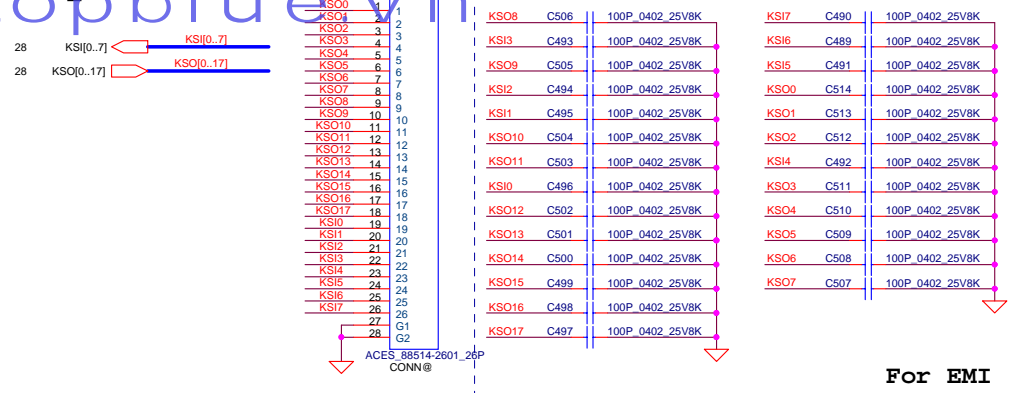 topblue.vn
28 KSI[0..7] KSI[0..7]
28 KSO[0..17] KSO[0..17]
KSO0 1 1
KSO1 2 2
KSO2 3 3
KSO3 4 4
KSO4 5 5
KSO5 6 6
KSO6 7 7
KSO7 8 8
KSO8 9 9
KSO9 10 10
KSO10 11 11
KSO11 12 12
KSO12 13 13
KSO13 14 14
KSO14 15 15
KSO15 16 16
KSO16 17 17
KSO17 18 18
KSI0 19 19
KSI1 20 20
KSI2 21 21
KSI3 22 22
KSI4 23 23
KSI5 24 24
KSI6 25 25
KSI7 26 26
27 G1
28 G2
ACES_88514-2601_26P
CONN@
KSO8 C506 100P_0402_25V8K
KSI3 C493 100P_0402_25V8K
KSO9 C505 100P_0402_25V8K
KSI2 C494 100P_0402_25V8K
KSI1 C495 100P_0402_25V8K
KSO10 C504 100P_0402_25V8K
KSO11 C503 100P_0402_25V8K
KSI0 C496 100P_0402_25V8K
KSO12 C502 100P_0402_25V8K
KSO13 C501 100P_0402_25V8K
KSO14 C500 100P_0402_25V8K
KSO15 C499 100P_0402_25V8K
KSO16 C498 100P_0402_25V8K
KSO17 C497 100P_0402_25V8K
KSI7 C490 100P_0402_25V8K
KSI6 C489 100P_0402_25V8K
KSI5 C491 100P_0402_25V8K
KSO0 C514 100P_0402_25V8K
KSO1 C513 100P_0402_25V8K
KSO2 C512 100P_0402_25V8K
KSI4 C492 100P_0402_25V8K
KSO3 C511 100P_0402_25V8K
KSO4 C510 100P_0402_25V8K
KSO5 C509 100P_0402_25V8K
KSO6 C508 100P_0402_25V8K
KSO7 C507 100P_0402_25V8K
For EMI